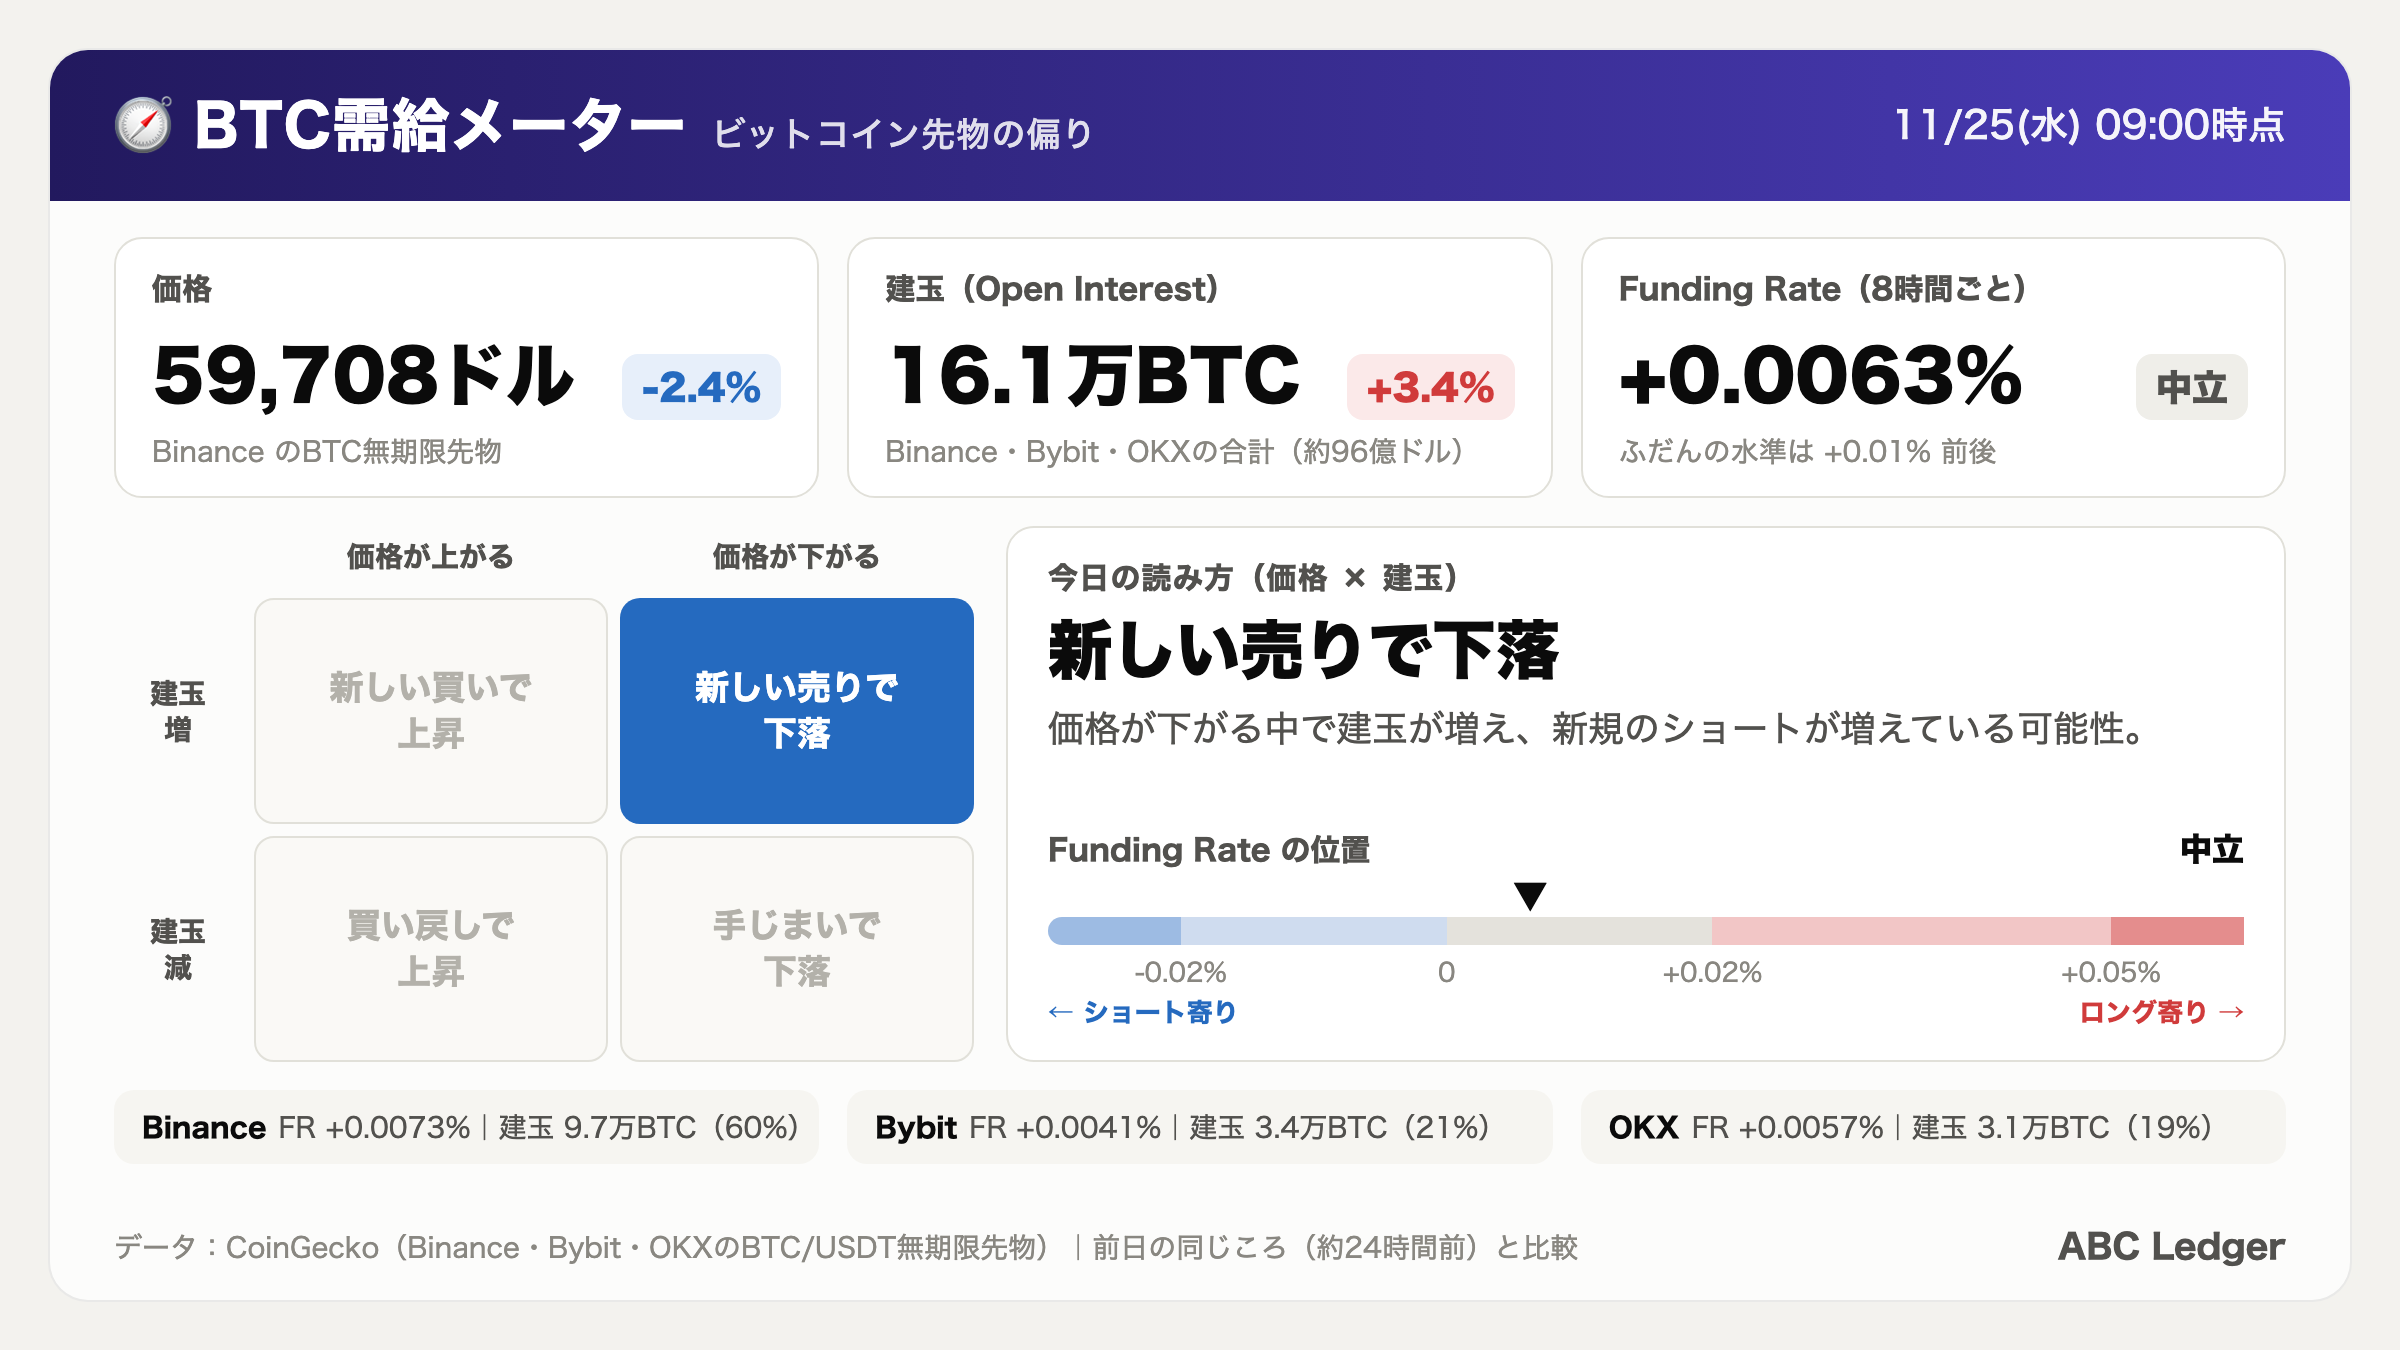 BTC需給メーター ビットコイン先物の偏り
11/25(水) 09:00時点
価格
59,708ドル -2.4%
Binance のBTC無期限先物
建玉（Open Interest）
16.1万BTC +3.4%
Binance・Bybit・OKXの合計（約96億ドル）
Funding Rate（8時間ごと）
+0.0063% 中立
ふだんの水準は +0.01% 前後
価格が上がる 価格が下がる
建玉
増
新しい買いで
上昇
新しい売りで
下落
建玉
減
買い戻しで
上昇
手じまいで
下落
今日の読み方（価格 × 建玉）
新しい売りで下落
価格が下がる中で建玉が増え、新規のショートが増えている可能性。
Funding Rate の位置 中立
▼
-0.02% 0 +0.02% +0.05%
← ショート寄り ロング寄り →
Binance FR +0.0073%｜建玉 9.7万BTC（60%）
Bybit FR +0.0041%｜建玉 3.4万BTC（21%）
OKX FR +0.0057%｜建玉 3.1万BTC（19%）
データ：CoinGecko（Binance・Bybit・OKXのBTC/USDT無期限先物）｜前日の同じころ（約24時間前）と比較
ABC Ledger